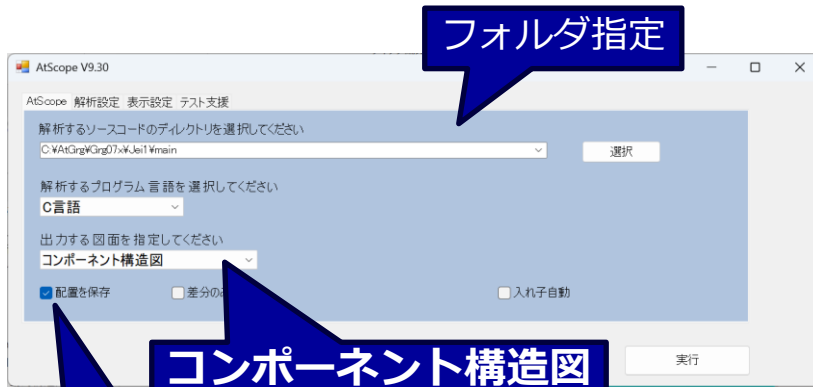 フォルダ指定
AtScope V9.30
AtScope 解析設定 表示設定 テスト支援
解析するソースコードのディレクトリを選択してください
C:¥AtGrg¥Grg07x¥Jei1¥main
選択
解析するプログラム言語を選択してください
C言語
出力する図面を指定してください
コンポーネント構造図
配置を保存 差分の 入れ子自動
コンポーネント構造図
実行